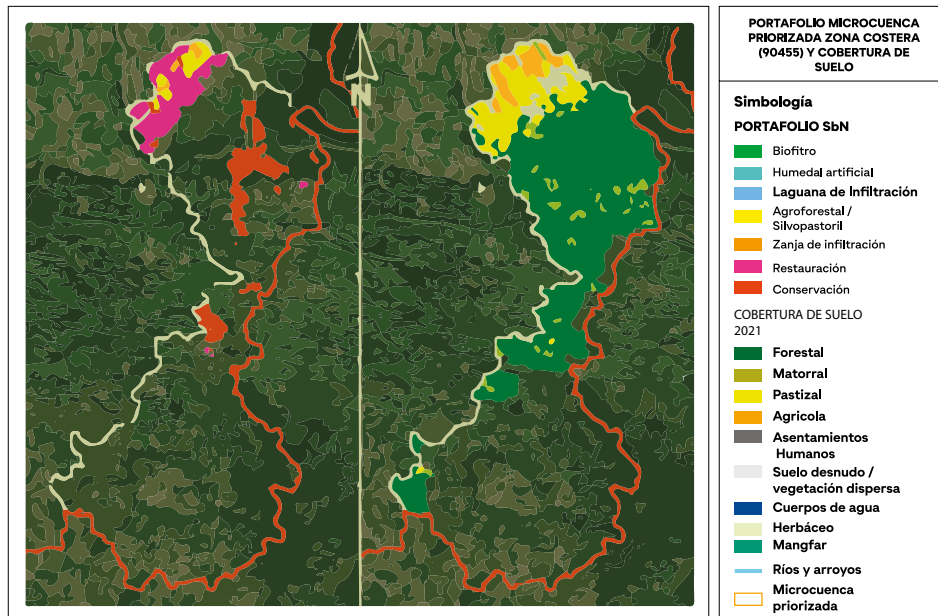 N
PORTAFOLIO MICROCUENCA
PRIORIZADA ZONA COSTERA
(90455) Y COBERTURA DE
SUELO
Simbología
PORTAFOLIO SbN
Biofitro
Humedal artificial
Laguana de Infiltración
Agroforestal /
Silvopastoril
Zanja de infiltración
Restauración
Conservación
COBERTURA DE SUELO
2021
Forestal
Matorral
Pastizal
Agricola
Asentamientos
Humanos
Suelo desnudo /
vegetación dispersa
Cuerpos de agua
Herbáceo
Mangfar
Ríos y arroyos
Microcuenca
priorizada